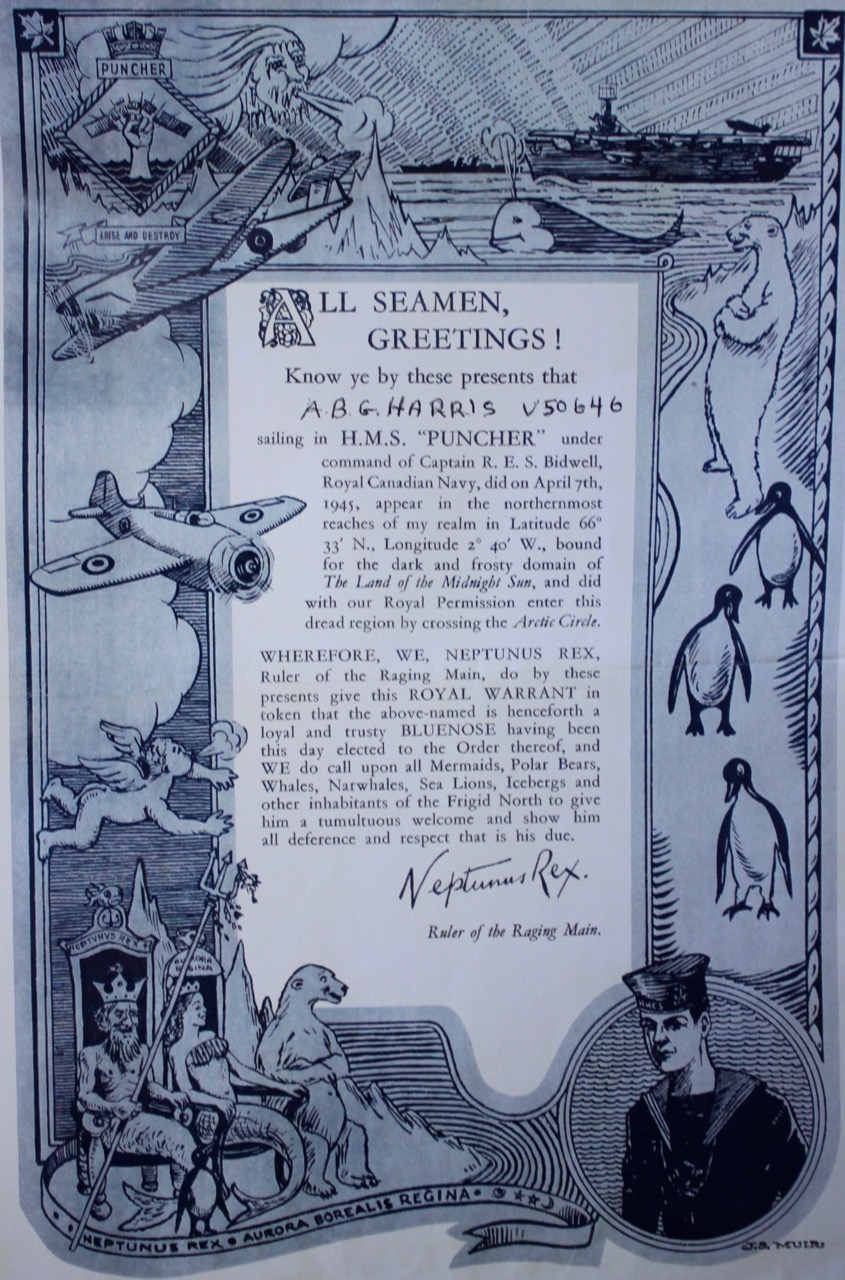 PUNCHER
ARISE AND DESTROY
ALL SEAMEN,
GREETINGS!
Know ye by these presents that
A.B. G. HARRIS V50646
sailing in H.M.S. "PUNCHER" under
command of Captain R. E. S. Bidwell,
Royal Canadian Navy, did on April 7th,
1945, appear in the northernmost
reaches of my realm in Latitude 66°
33′ N., Longitude 2° 40′ W., bound
for the dark and frosty domain of
The Land of the Midnight Sun, and did
with our Royal Permission enter this
dread region by crossing the Arctic Circle.
WHEREFORE, WE, NEPTUNUS REX,
Ruler of the Raging Main, do by these
presents give this ROYAL WARRANT in
token that the above-named is henceforth a
loyal and trusty BLUENOSE having been
this day elected to the Order thereof, and
WE do call upon all Mermaids, Polar Bears,
Whales, Narwhales, Sea Lions, Icebergs and
other inhabitants of the Frigid North to give
him a tumultuous welcome and show him
all deference and respect that is his due.
Neptunus Rex.
Ruler of the Raging Main.
NEPTUNUS REX
AURORA
REGINA
NEPTUNUS REX • AURORA BOREALIS REGINA •
J.S. MUIR